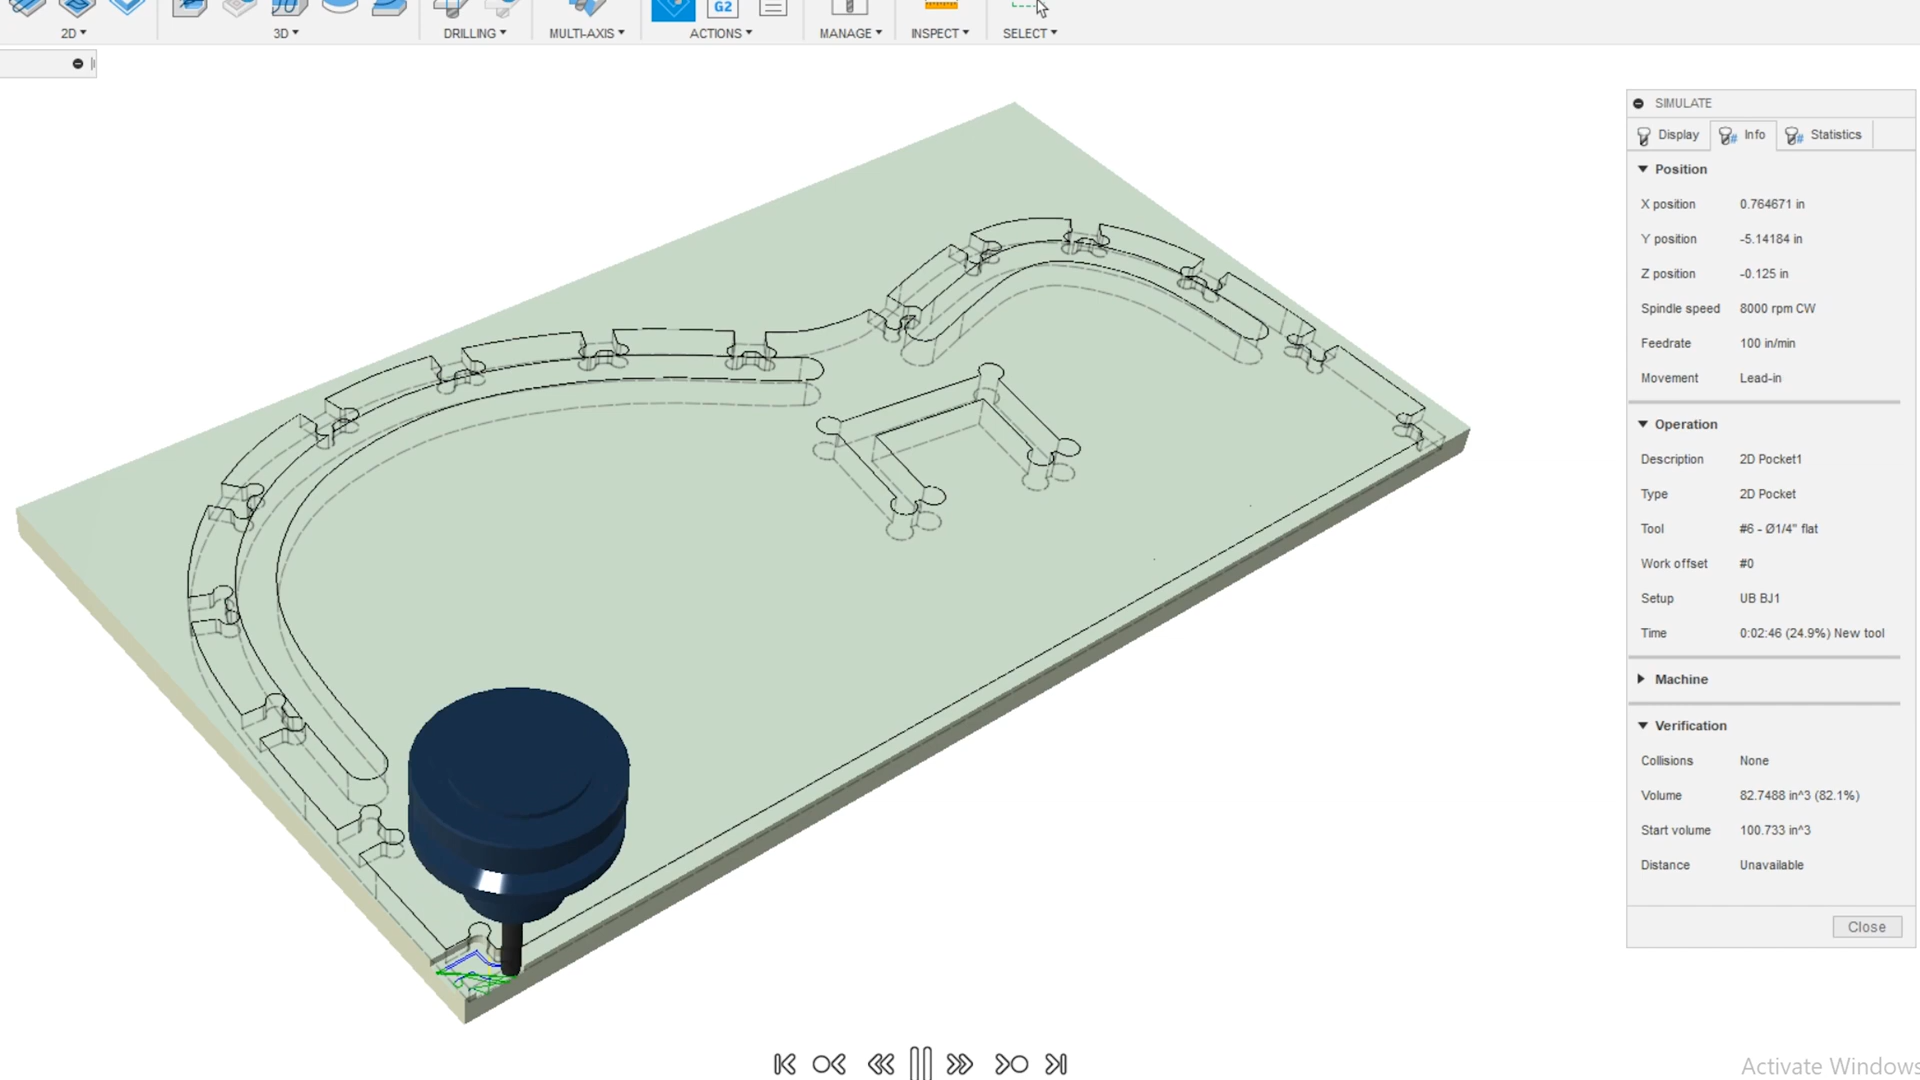 G2
2D▾ 3D▾ DRILLING▾ MULTI-AXIS▾ ACTIONS▾ MANAGE▾ INSPECT▾ SELECT▾
SIMULATE
Display Info Statistics
Position
X position 0.764671 in
Y position -5.14184 in
Z position -0.125 in
Spindle speed 8000 rpm CW
Feedrate 100 in/min
Movement Lead-in
Operation
Description 2D Pocket1
Type 2D Pocket
Tool #6 - Ø1/4" flat
Work offset #0
Setup UB BJ1
Time 0:02:46 (24.9%) New tool
Machine
Verification
Collisions None
Volume 82.7488 in^3 (82.1%)
Start volume 100.733 in^3
Distance Unavailable
Close
Activate Windows